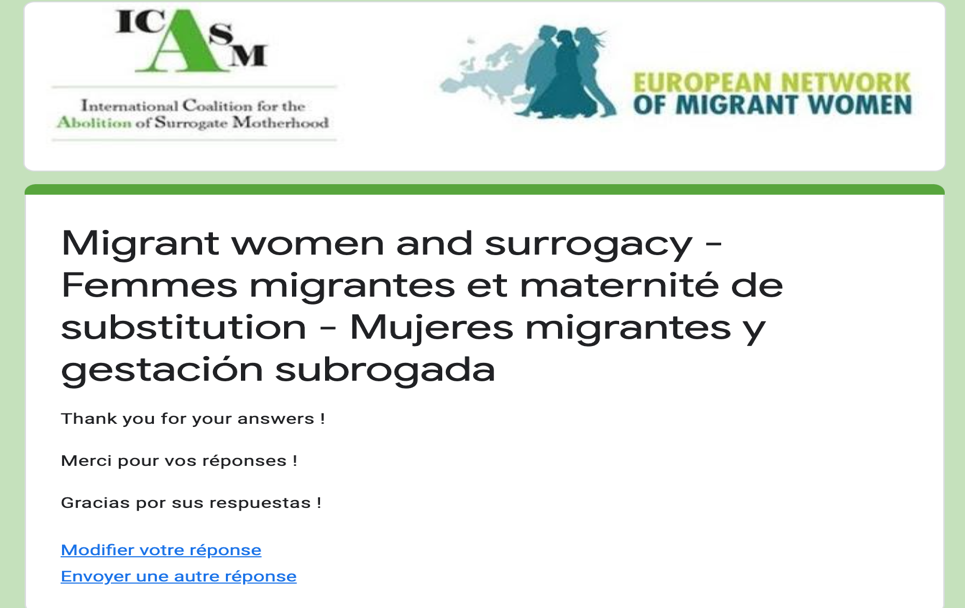 ICASM
International Coalition for the
Abolition of Surrogate Motherhood
EUROPEAN NETWORK
OF MIGRANT WOMEN
Migrant women and surrogacy -
Femmes migrantes et maternité de
substitution - Mujeres migrantes y
gestación subrogada
Thank you for your answers !
Merci pour vos réponses !
Gracias por sus respuestas !
Modifier votre réponse
Envoyer une autre réponse